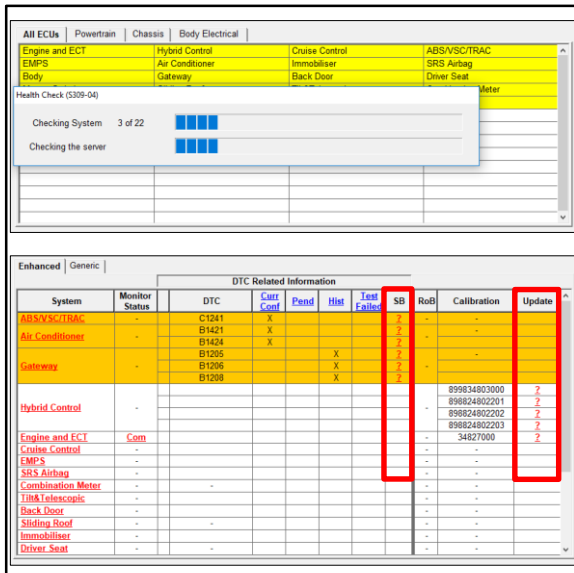 All ECUs Powertrain Chassis Body Electrical
Engine and ECT Hybrid Control Cruise Control ABS/VSC/TRAC
EMPS Air Conditioner Immobiliser SRS Airbag
Body Gateway Back Door Driver Seat
Meter
Health Check (S309-04)
Checking System 3 of 22
Checking the server
Enhanced Generic
DTC Related Information
System Monitor Status DTC Curr Conf Pend Hist Test Failed SB RoB Calibration Update
ABS/VSC/TRAC - C1241 X ? - -
Air Conditioner - B1421 X ? - -
B1424 X ?
Gateway - B1205 X ? - -
B1206 X ?
B1208 X ?
Hybrid Control - - 899834803000 ?
898824802201 ?
898824802202 ?
898824802203 ?
Engine and ECT Com - 34827000 ?
Cruise Control - - -
EMPS - - -
SRS Airbag - - -
Combination Meter - - - -
Tilt&Telescopic - - -
Back Door - - -
Sliding Roof - - - -
Immobiliser - - -
Driver Seat - - - -